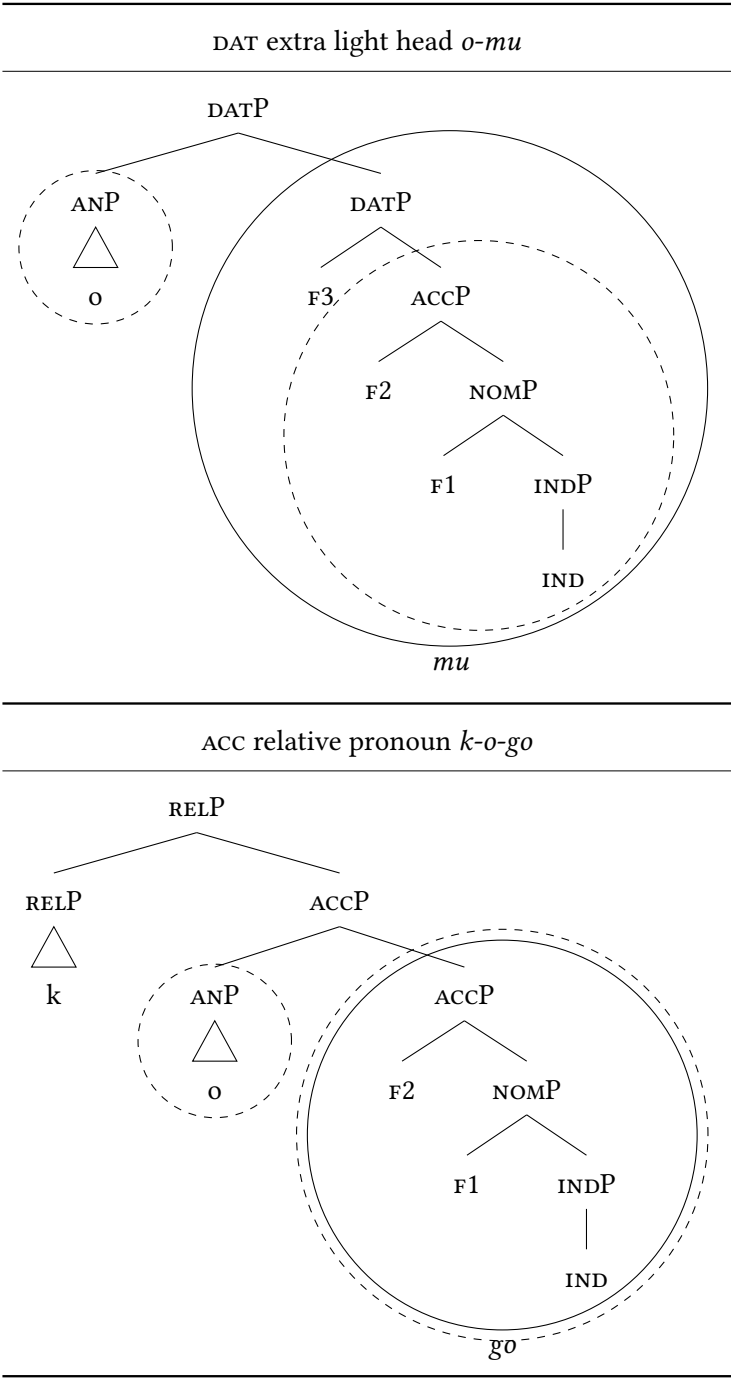 DAT extra light head o-mu
DATP
ANP DATP
o F3 ACCP
F2 NOMP
F1 INDP
IND
mu
ACC relative pronoun k-o-go
RELP
RELP ACCP
k ANP ACCP
o F2 NOMP
F1 INDP
IND
go